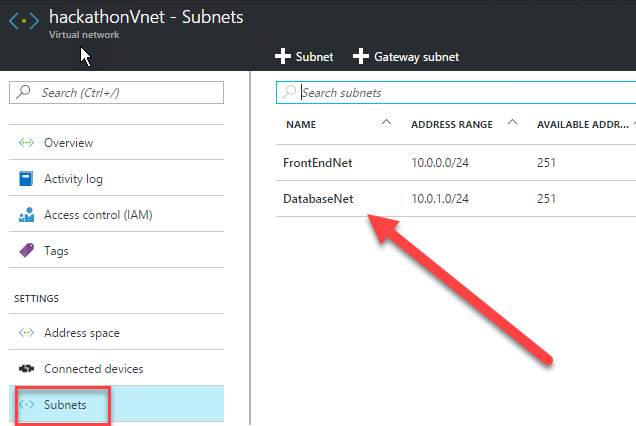 hackathonVnet - Subnets
Virtual network
Subnet
Gateway subnet
Search (Ctrl+/)
Overview
Activity log
Access control (IAM)
Tags
SETTINGS
Address space
Connected devices
Subnets
Search subnets
NAME ADDRESS RANGE AVAILABLE ADDR...
FrontEndNet 10.0.0.0/24 251
DatabaseNet 10.0.1.0/24 251